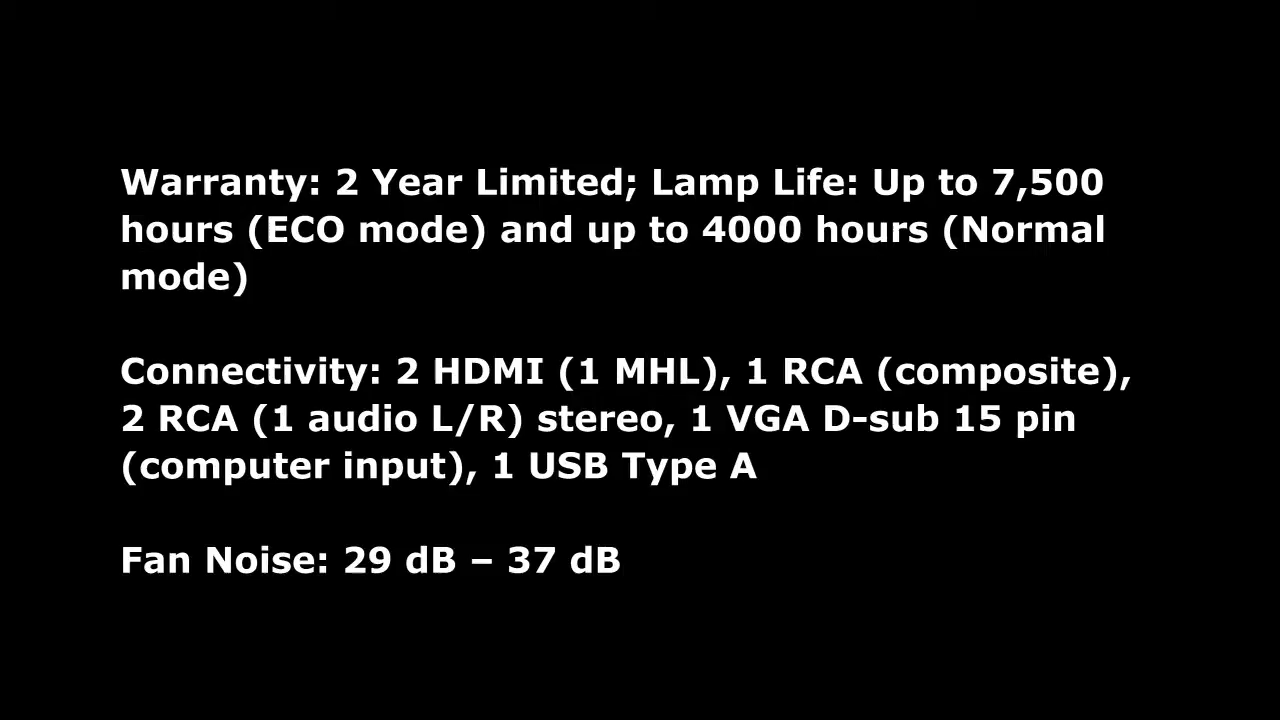 Warranty: 2 Year Limited; Lamp Life: Up to 7,500
hours (ECO mode) and up to 4000 hours (Normal
mode)
Connectivity: 2 HDMI (1 MHL), 1 RCA (composite),
2 RCA (1 audio L/R) stereo, 1 VGA D-sub 15 pin
(computer input), 1 USB Type A
Fan Noise: 29 dB – 37 dB